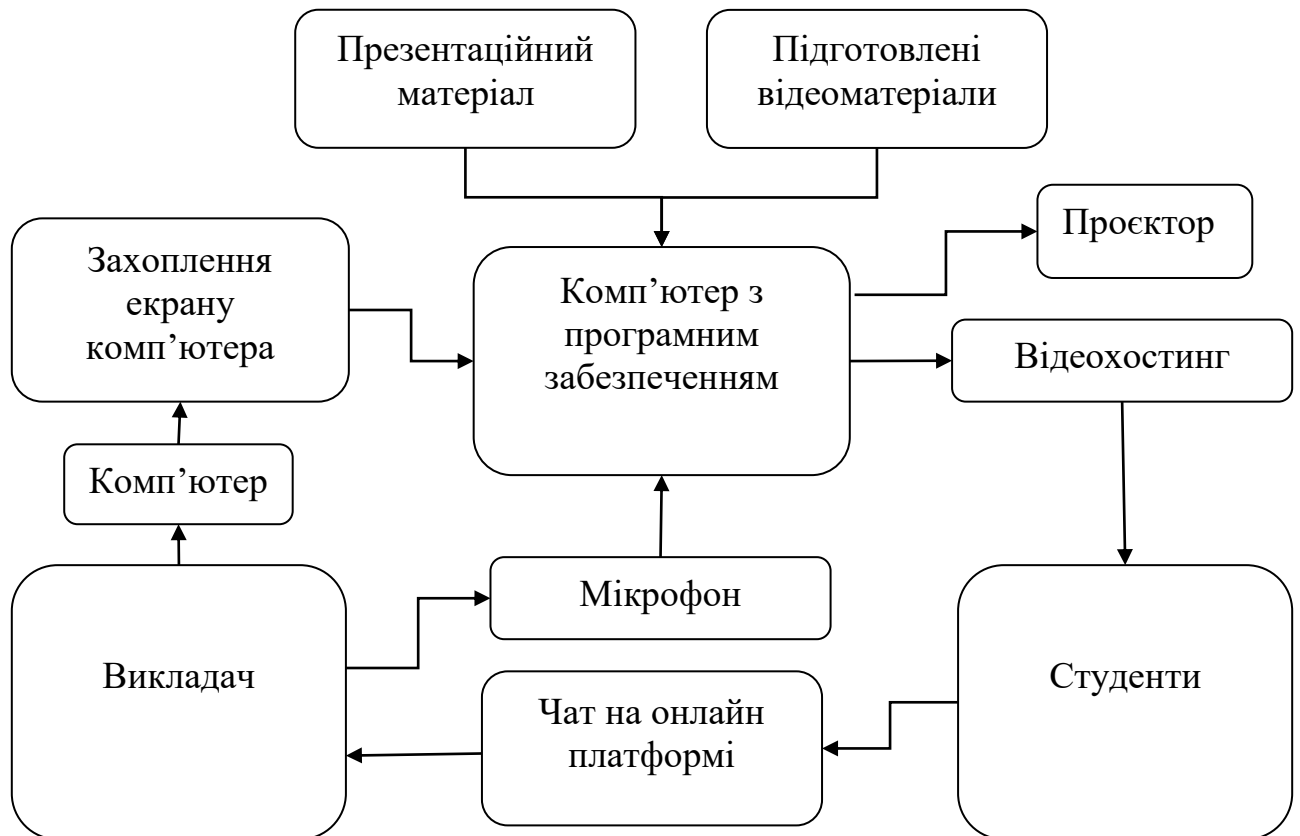 Презентаційний
матеріал
Підготовлені
відеоматеріали
Проєктор
Захоплення
екрану
комп’ютера
Комп’ютер з
програмним
забезпеченням
Відеохостинг
Комп’ютер
Мікрофон
Викладач
Чат на онлайн
платформі
Студенти